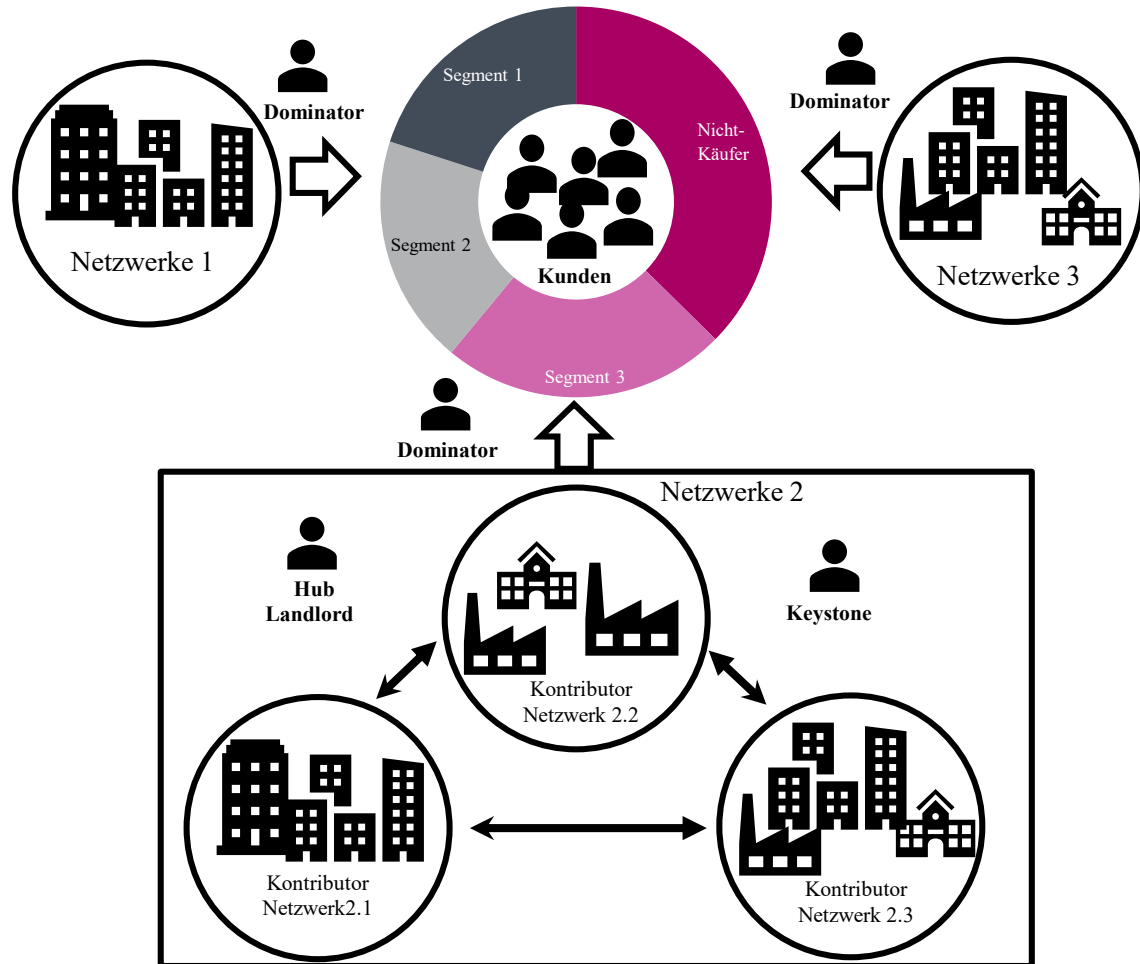 Segment 1
Dominator
Dominator
Nicht-
Käufer
Segment 2
Netzwerke 1
Kunden
Netzwerke 3
Segment 3
Dominator
Netzwerke 2
Hub
Landlord
Keystone
Kontributor
Netzwerk 2.2
Kontributor
Netzwerk2.1
Kontributor
Netzwerk 2.3